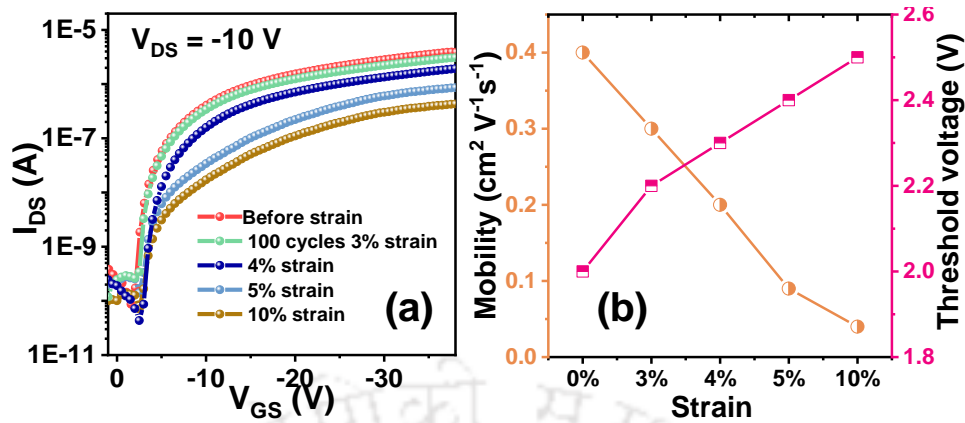 V_DS = -10 V
1E-5
1E-7
1E-9
1E-11
I_DS (A)
Before strain
100 cycles 3% strain
4% strain
5% strain
10% strain
(a)
0
-10
-20
-30
V_GS (V)
0.4
0.3
0.2
0.1
0.0
Mobility (cm² V⁻¹s⁻¹)
(b)
0%
3%
4%
5%
10%
Strain
2.6
2.4
2.2
2.0
1.8
Threshold voltage (V)